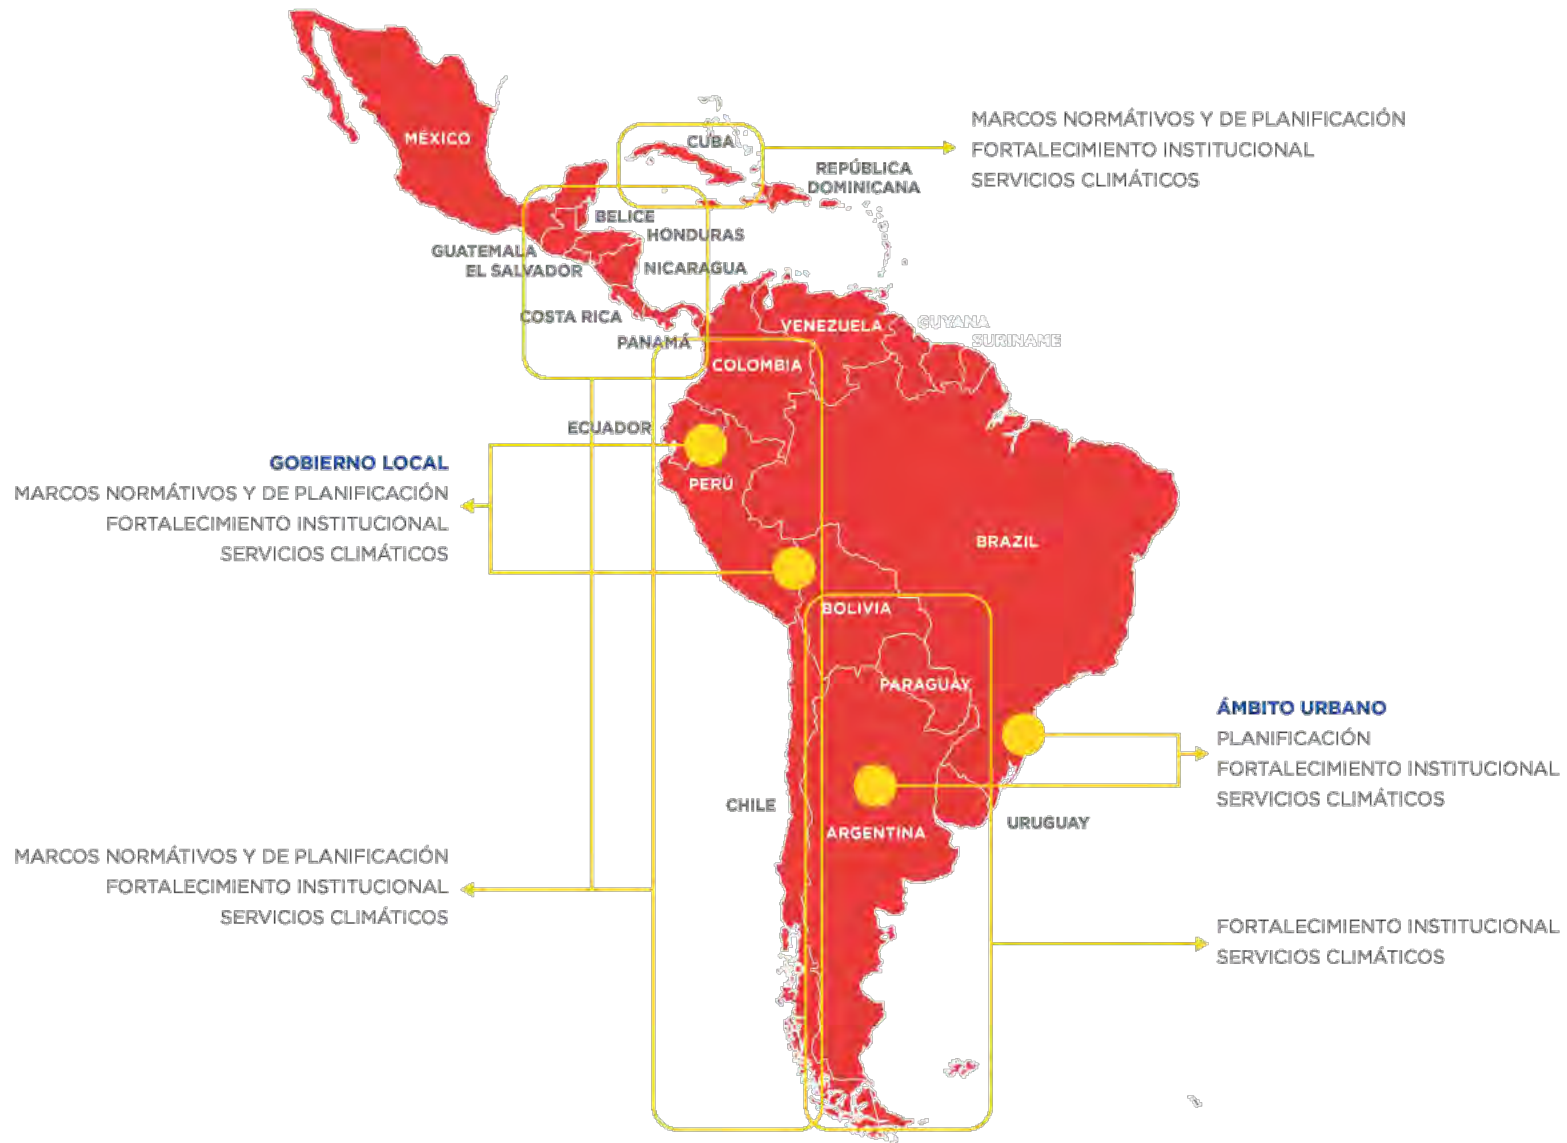 MÉXICO
CUBA
REPÚBLICA
DOMINICANA
MARCOS NORMÁTIVOS Y DE PLANIFICACIÓN
FORTALECIMIENTO INSTITUCIONAL
SERVICIOS CLIMÁTICOS
BELICE
HONDURAS
GUATEMALA
EL SALVADOR
NICARAGUA
COSTA RICA
PANAMÁ
VENEZUELA
GUYANA
SURINAME
COLOMBIA
ECUADOR
PERÚ
GOBIERNO LOCAL
MARCOS NORMÁTIVOS Y DE PLANIFICACIÓN
FORTALECIMIENTO INSTITUCIONAL
SERVICIOS CLIMÁTICOS
BRAZIL
BOLIVIA
PARAGUAY
ÁMBITO URBANO
PLANIFICACIÓN
FORTALECIMIENTO INSTITUCIONAL
SERVICIOS CLIMÁTICOS
CHILE
ARGENTINA
URUGUAY
MARCOS NORMÁTIVOS Y DE PLANIFICACIÓN
FORTALECIMIENTO INSTITUCIONAL
SERVICIOS CLIMÁTICOS
FORTALECIMIENTO INSTITUCIONAL
SERVICIOS CLIMÁTICOS